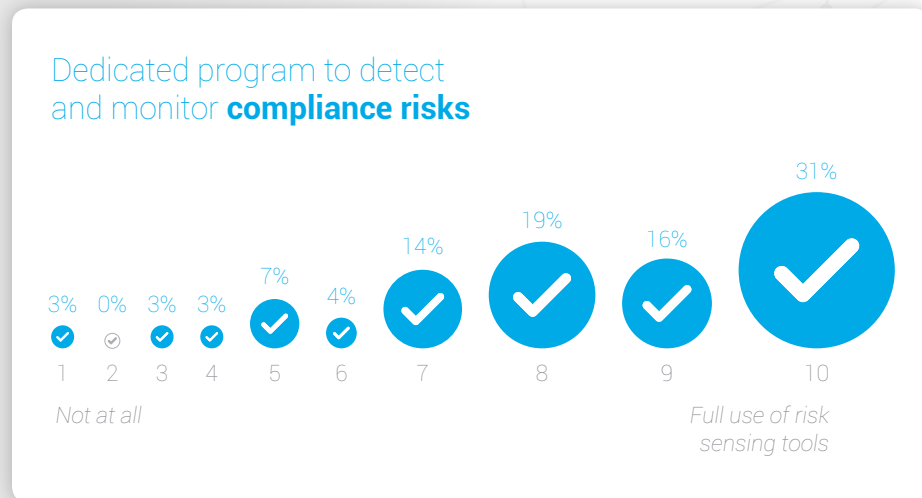 Dedicated program to detect
and monitor compliance risks
31%
19%
16%
14%
7%
4%
3% 0% 3% 3%
1 2 3 4 5 6 7 8 9 10
Not at all
Full use of risk
sensing tools